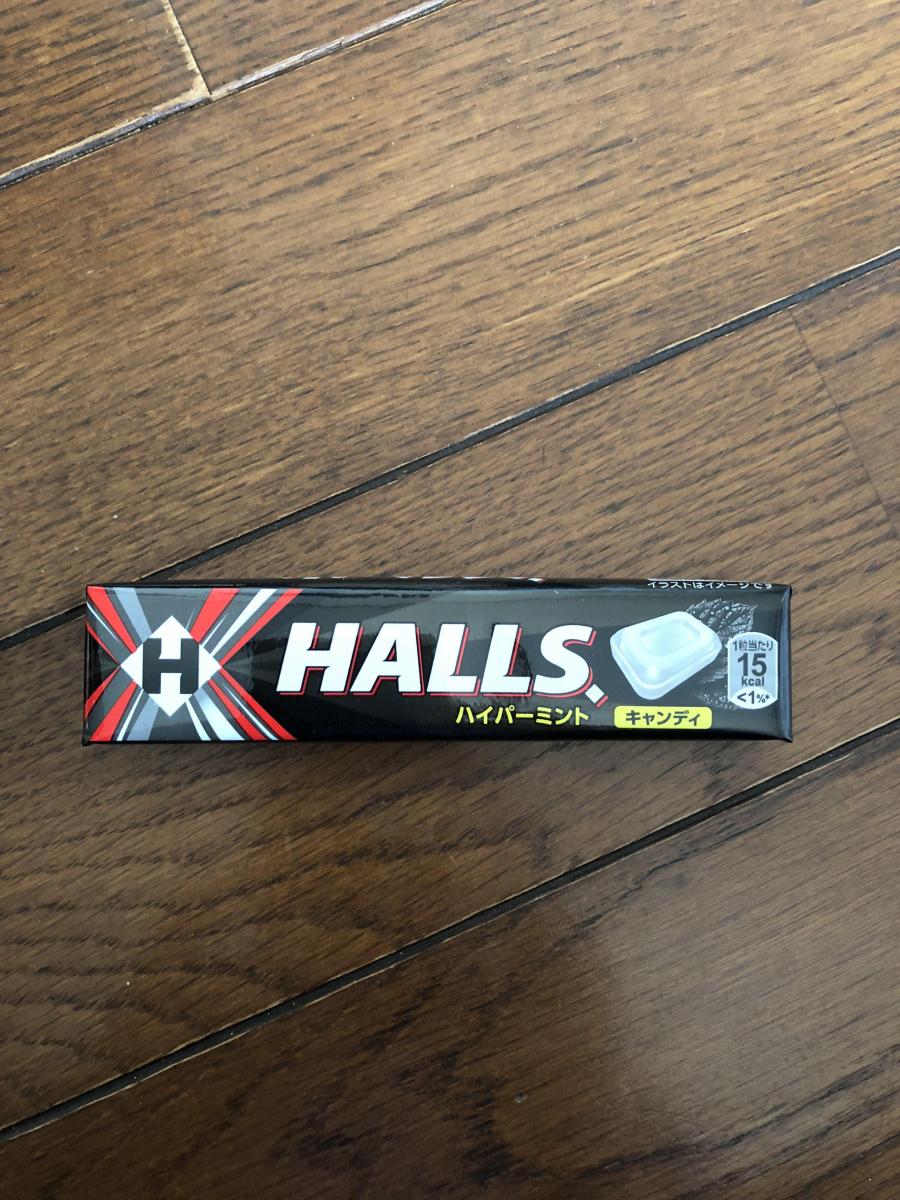 イラストはイメージです
H
HALLS
ハイパーミント
キャンディ
1粒当たり
15
kcal
<1%*